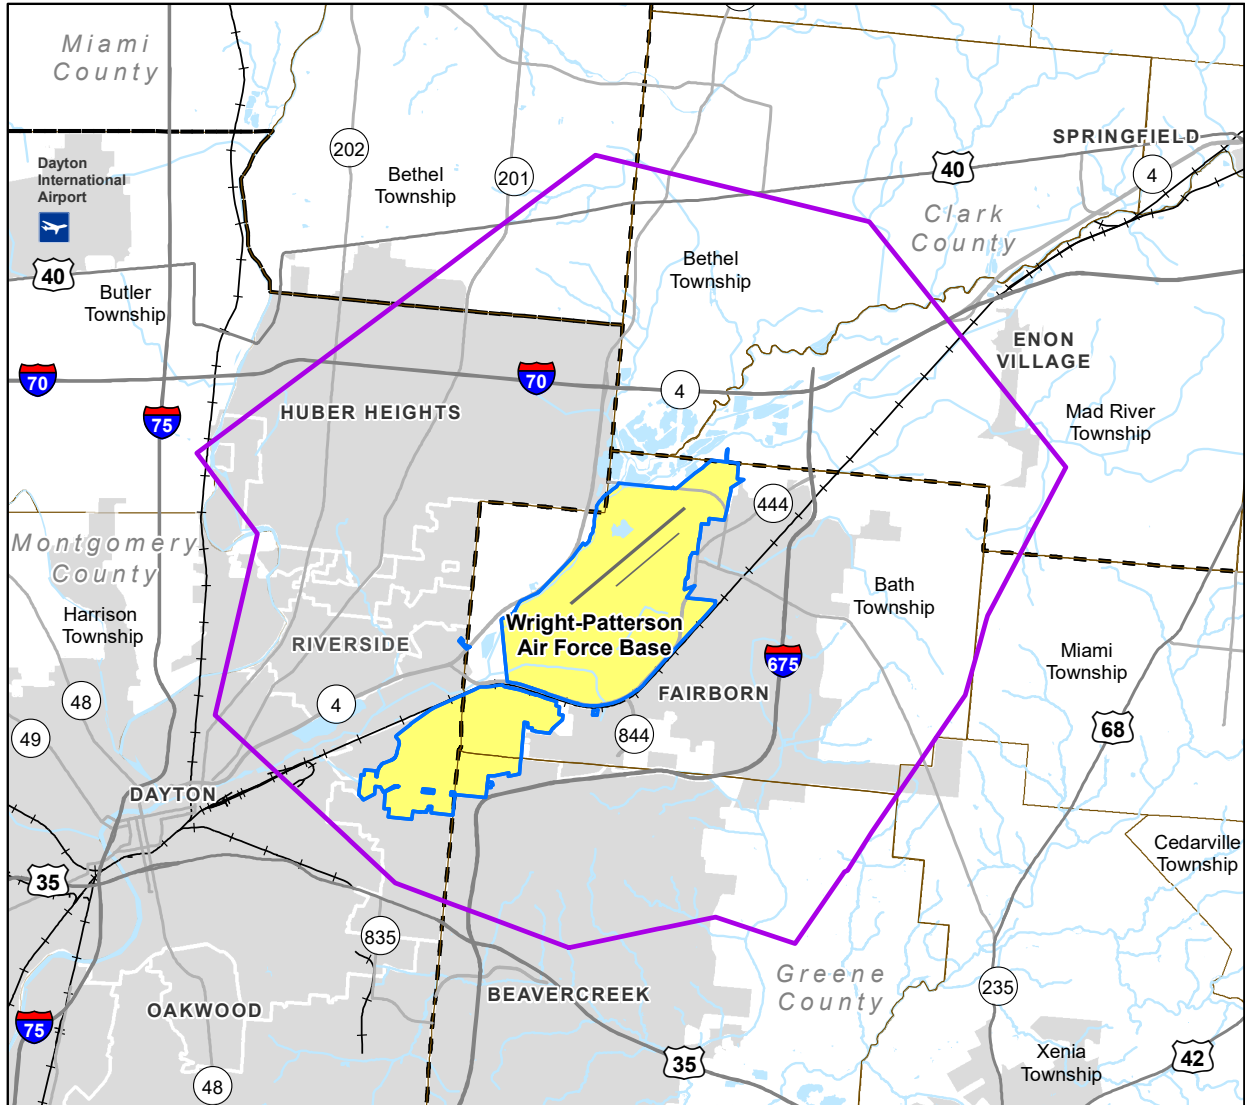 Miami
County
SPRINGFIELD
202
Dayton
International
Airport
Bethel
Township
201
40
4
Clark
County
40
Bethel
Township
Butler
Township
ENON
VILLAGE
70
70
4
75
HUBER HEIGHTS
Mad River
Township
444
Montgomery
County
Bath
Township
Harrison
Township
Wright-Patterson
Air Force Base
RIVERSIDE
675
Miami
Township
FAIRBORN
48
4
49
844
68
DAYTON
Cedarville
Township
35
835
Greene
County
235
BEAVERCREEK
OAKWOOD
75
35
Xenia
Township
42
48